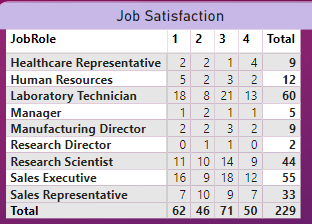 Job Satisfaction
JobRole 1 2 3 4 Total
Healthcare Representative 2 2 1 4 9
Human Resources 5 2 3 2 12
Laboratory Technician 18 8 21 13 60
Manager 1 2 1 1 5
Manufacturing Director 2 2 3 2 9
Research Director 0 1 1 0 2
Research Scientist 11 10 14 9 44
Sales Executive 16 9 18 12 55
Sales Representative 7 10 9 7 33
Total 62 46 71 50 229